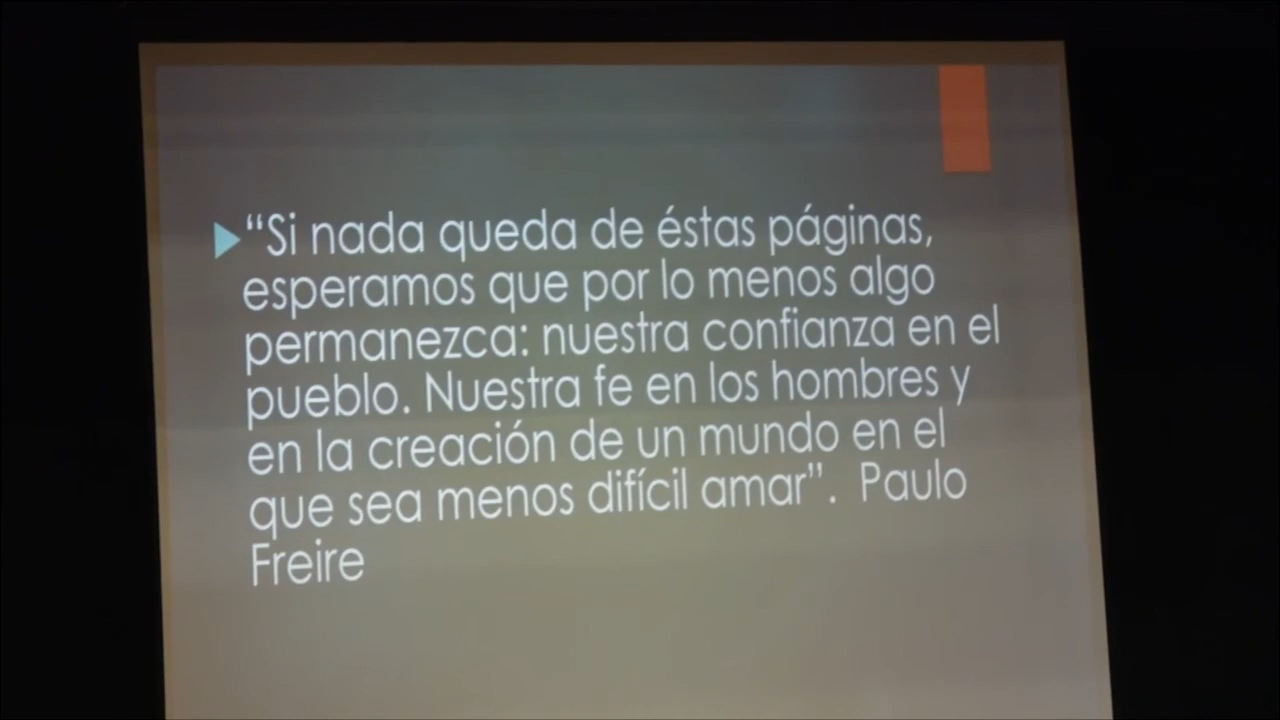 “Si nada queda de éstas páginas,
esperamos que por lo menos algo
permanezca: nuestra confianza en el
pueblo. Nuestra fe en los hombres y
en la creación de un mundo en el
que sea menos difícil amar”. Paulo
Freire